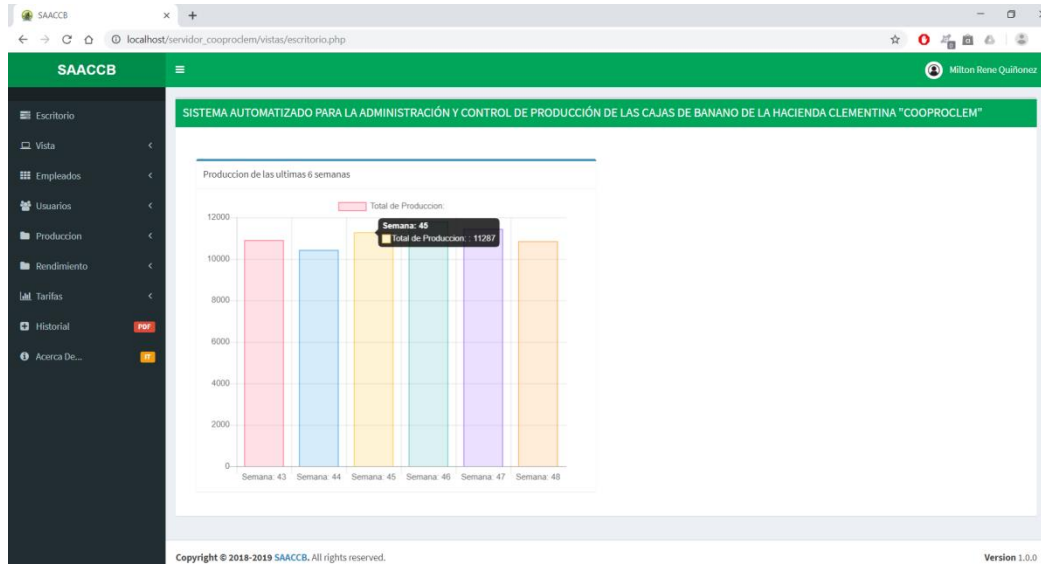 SAACCB
localhost/servidor_cooproclem/vistas/escritorio.php
SAACCB
Milton Rene Quiñonez
Escritorio
Vista
Empleados
Usuarios
Produccion
Rendimiento
Tarifas
Historial PDF
Acerca De... IT
SISTEMA AUTOMATIZADO PARA LA ADMINISTRACIÓN Y CONTROL DE PRODUCCIÓN DE LAS CAJAS DE BANANO DE LA HACIENDA CLEMENTINA "COOPROCLEM"
Produccion de las ultimas 6 semanas
Total de Produccion:
Semana: 45
Total de Produccion: : 11287
12000
10000
8000
6000
4000
2000
0
Semana: 43 Semana: 44 Semana: 45 Semana: 46 Semana: 47 Semana: 48
Copyright © 2018-2019 SAACCB. All rights reserved.
Version 1.0.0